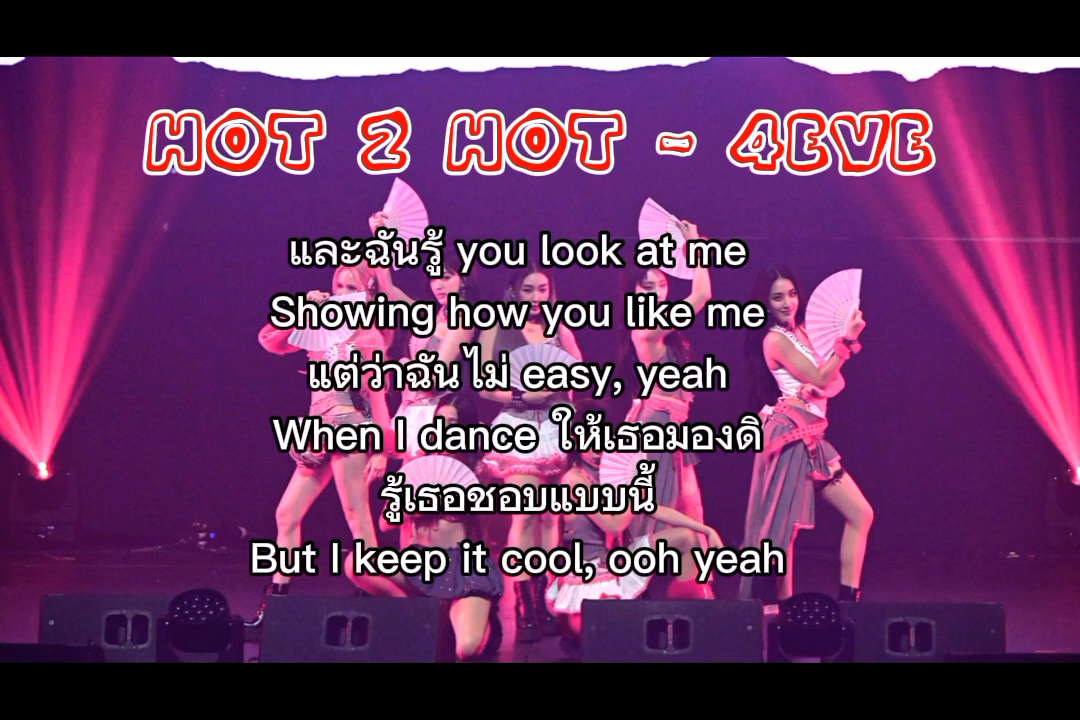 HOT 2 HOT - 4EVE
และฉันรู้ you look at me
Showing how you like me
แต่ว่าฉันไม่ easy, yeah
When I dance ให้เธอมองดิ
รู้เธอชอบแบบนี้
But I keep it cool, ooh yeah